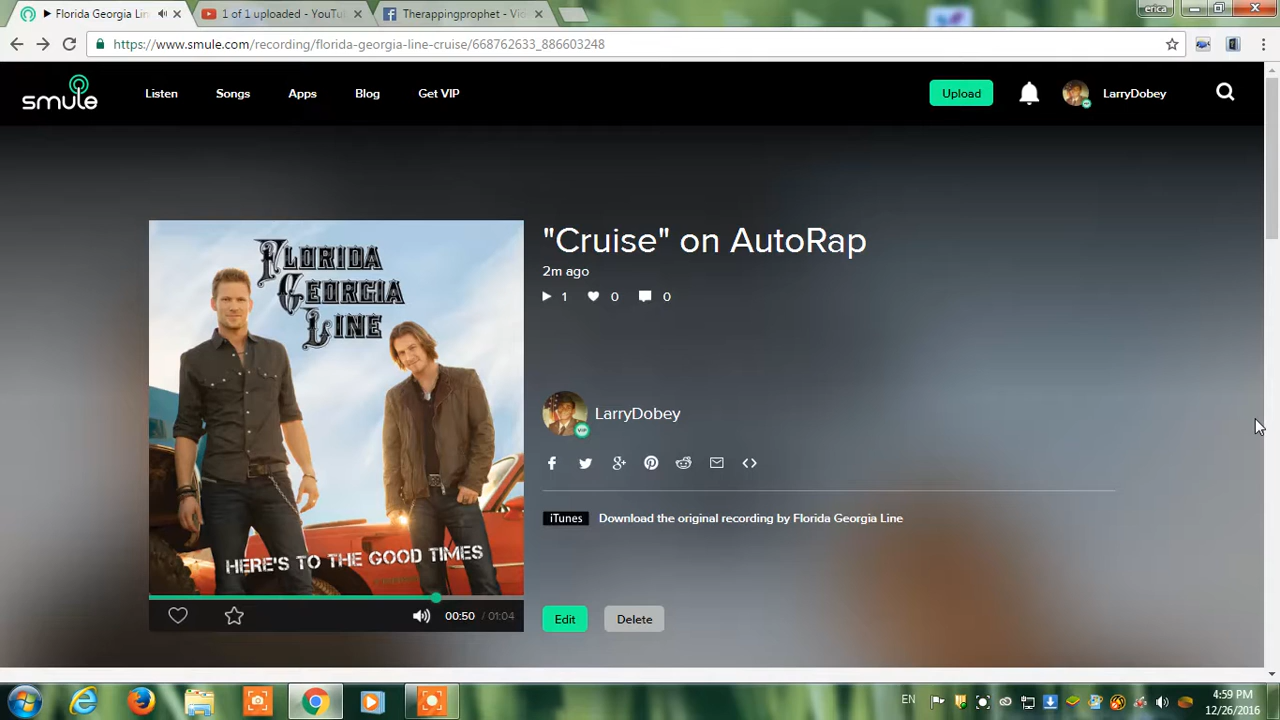 Florida Georgia Lin
1 of 1 uploaded - YouTu
Therappingprophet - Vid
erica
https://www.smule.com/recording/florida-georgia-line-cruise/668762633_886603248
smule
Listen
Songs
Apps
Blog
Get VIP
Upload
LarryDobey
FLORIDA
GEORGIA
LINE
HERE'S TO THE GOOD TIMES
"Cruise" on AutoRap
2m ago
1
0
0
LarryDobey
VIP
iTunes
Download the original recording by Florida Georgia Line
00:50 / 01:04
Edit
Delete
EN
4:59 PM
12/26/2016